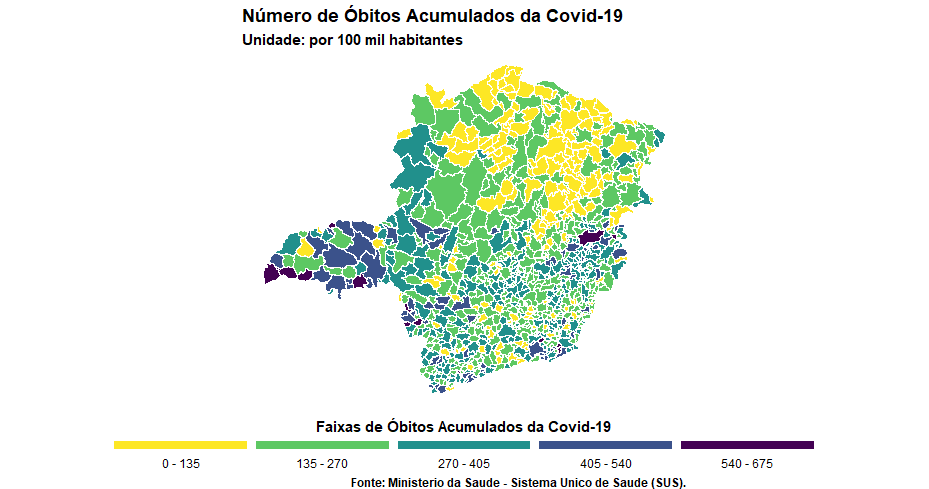 Número de Óbitos Acumulados da Covid-19
Unidade: por 100 mil habitantes
Faixas de Óbitos Acumulados da Covid-19
0 - 135
135 - 270
270 - 405
405 - 540
540 - 675
Fonte: Ministerio da Saude - Sistema Unico de Saude (SUS).